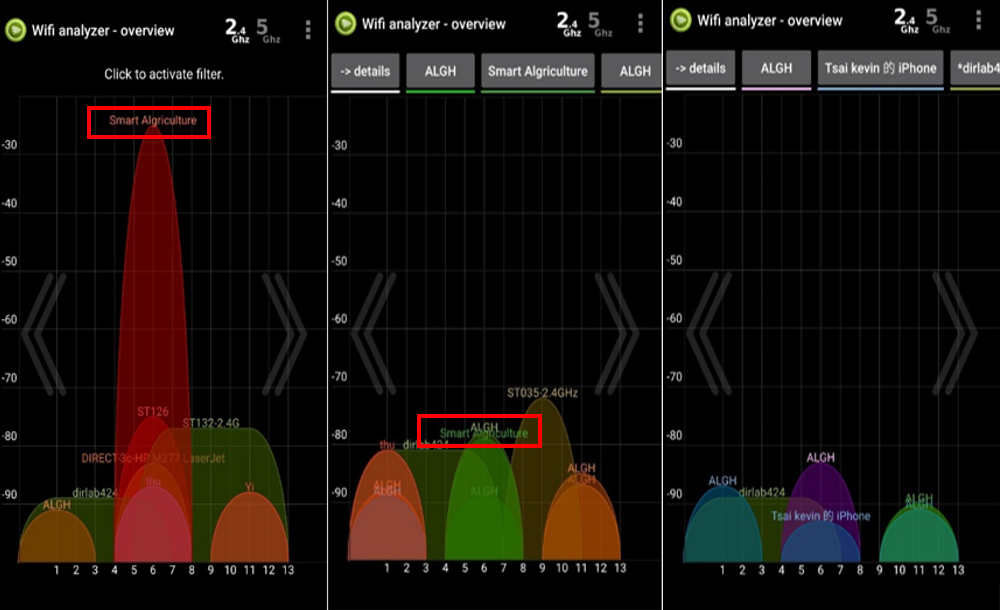 Wifi analyzer - overview
2.4 Ghz 5 Ghz
Click to activate filter.
Smart Algriculture
-30
-40
-50
-60
-70
-80
-90
ST126
ST132-2.4G
DIRECT-3c-HP M277 LaserJet
thu
dirlab424
ALGH
Yi
1 2 3 4 5 6 7 8 9 10 11 12 13
Wifi analyzer - overview
2.4 Ghz 5 Ghz
-> details
ALGH
Smart Algriculture
ALGH
-30
-40
-50
-60
-70
-80
-90
ST035-2.4GHz
ALGH
Smart Algriculture
thu
dirlab424
ALGH
ALGH
ALGH
ALGH
ALGH
1 2 3 4 5 6 7 8 9 10 11 12 13
Wifi analyzer - overview
2.4 Ghz 5 Ghz
-> details
ALGH
Tsai kevin 的 iPhone
*dirlab4
-30
-40
-50
-60
-70
-80
-90
ALGH
ALGH
dirlab424
Tsai kevin 的 iPhone
ALGH
ALGH
1 2 3 4 5 6 7 8 9 10 11 12 13